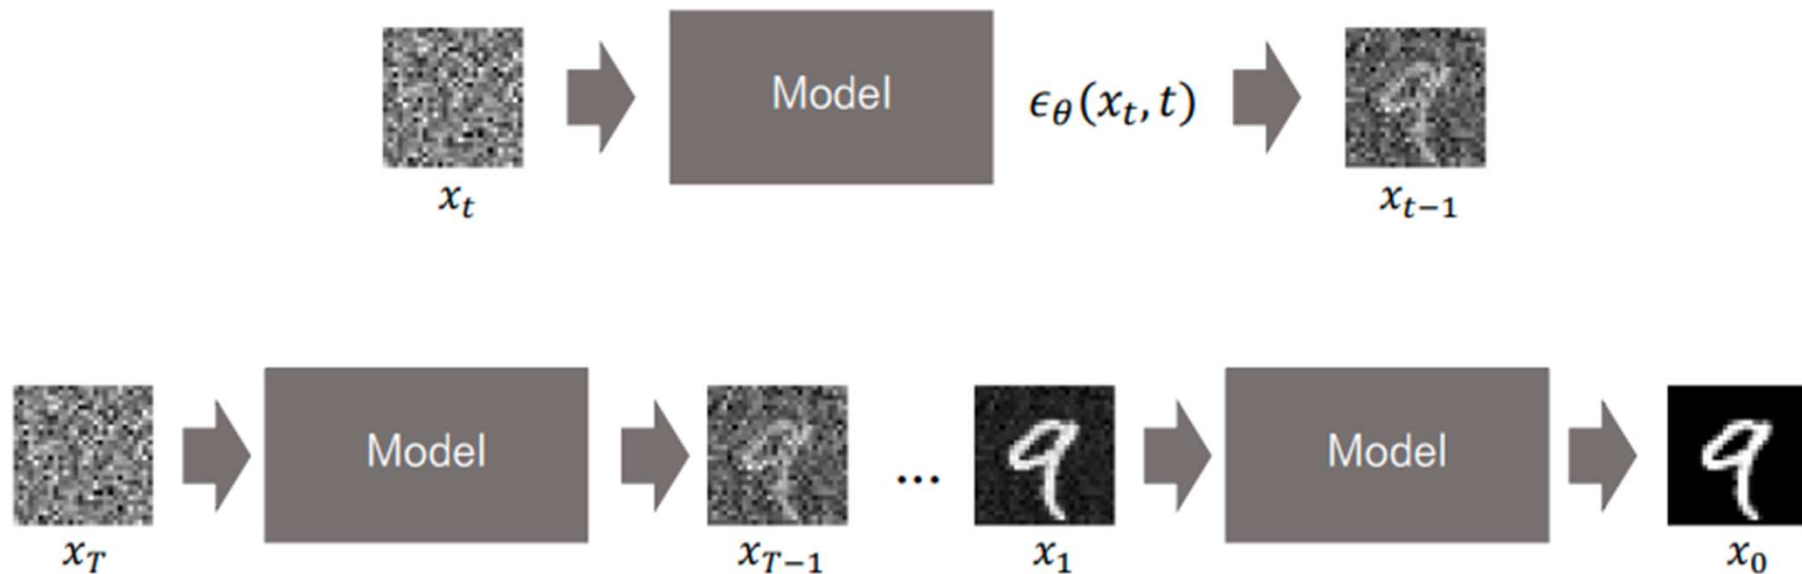 Model
ϵθ(xt, t)
xt
xt−1
Model
...
Model
xT
xT−1
x1
x0